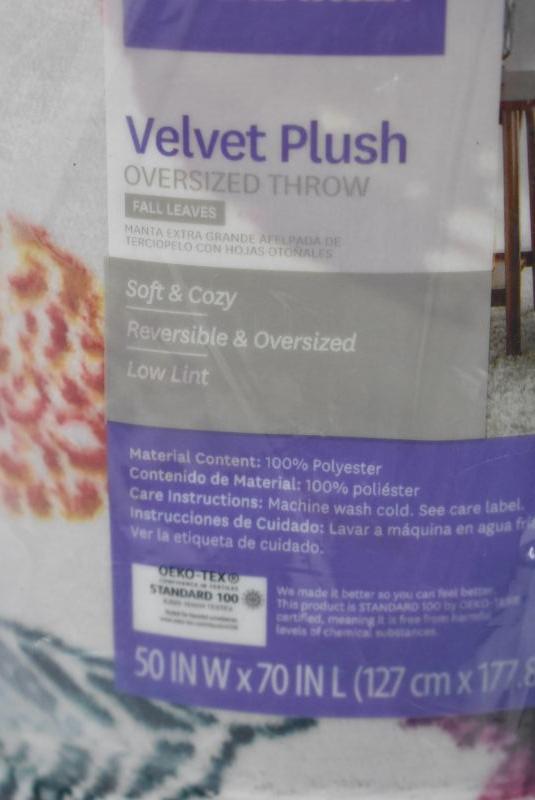 Velvet Plush
OVERSIZED THROW
FALL LEAVES
MANTA EXTRA GRANDE AFELPADA DE
TERCIOPELO CON HOJAS OTOÑALES
Soft & Cozy
Reversible & Oversized
Low Lint
Material Content: 100% Polyester
Contenido de Material: 100% poliéster
Care Instructions: Machine wash cold. See care label.
Instrucciones de Cuidado: Lavar a máquina en agua
Ver la etiqueta de cuidado.
OEKO-TEX®
CONFIDENCE IN TEXTILES
STANDARD 100
We made it better so you can feel better.
This product is STANDARD 100 by OEKO-TEX®
certified, meaning it is free from harmful
levels of chemical substances.
50 IN W x 70 IN L (127 cm x 177.8